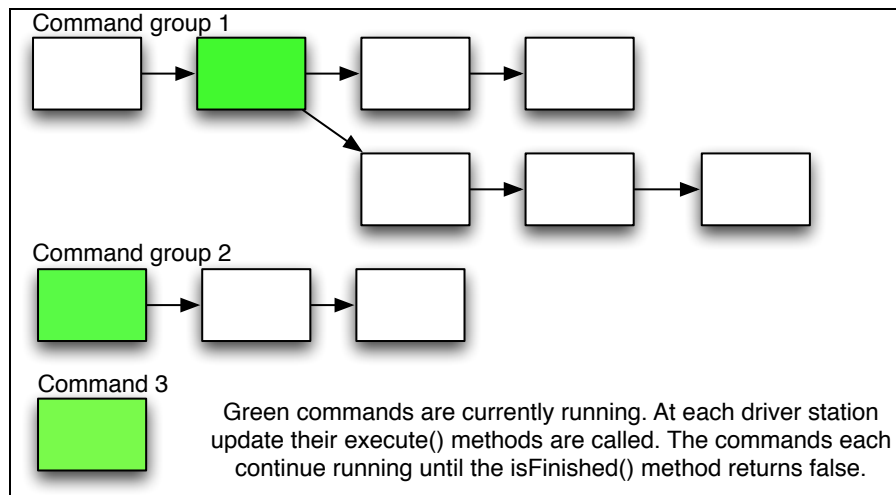 Command group 1
Command group 2
Command 3
Green commands are currently running. At each driver station
update their execute() methods are called. The commands each
continue running until the isFinished() method returns false.